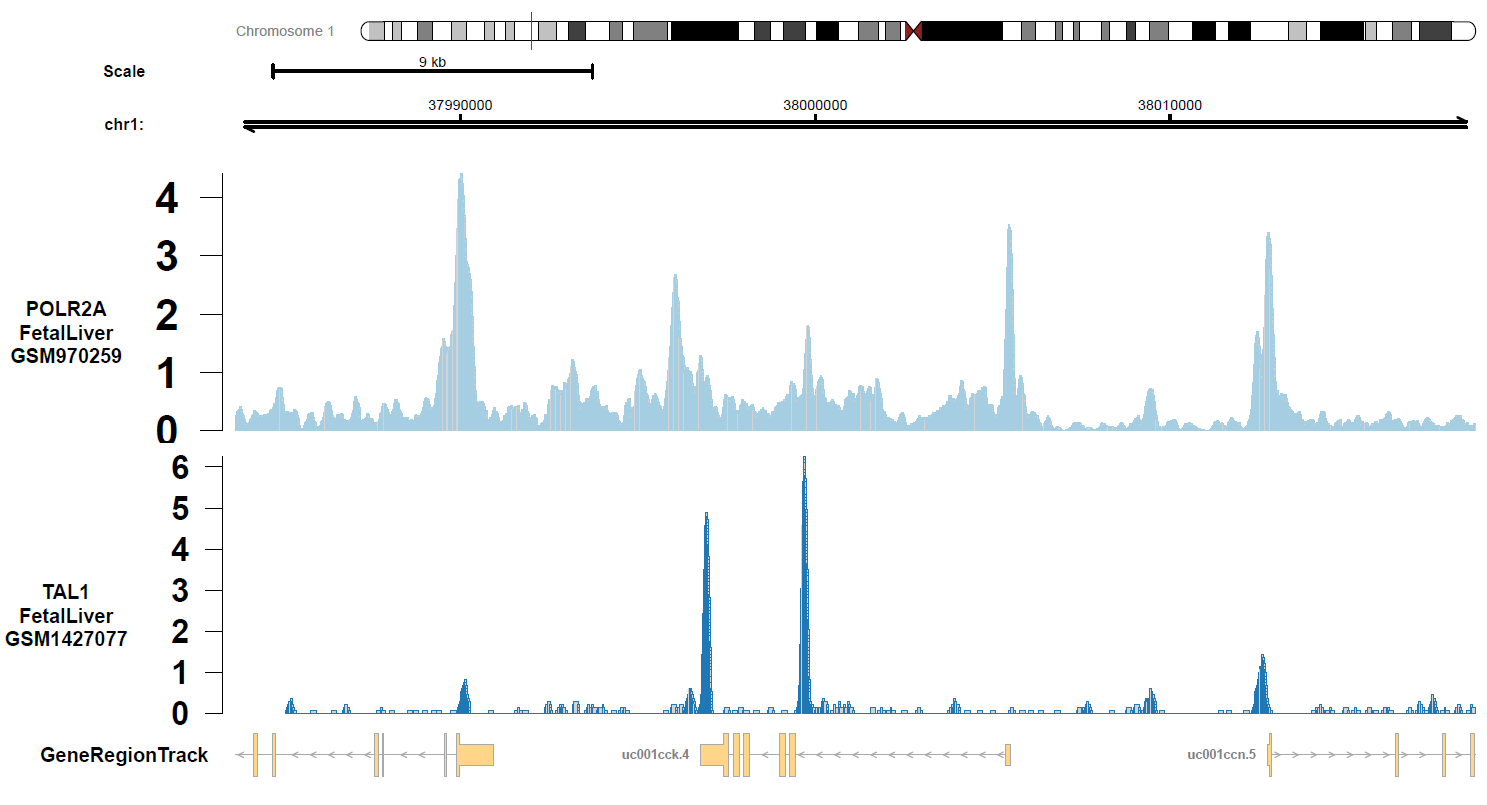 Chromosome 1
Scale
9 kb
37990000 38000000 38010000
chr1:
4
3
2
1
0
POLR2A
FetalLiver
GSM970259
6
5
4
3
2
1
0
TAL1
FetalLiver
GSM1427077
GeneRegionTrack
uc001cck.4
uc001ccn.5